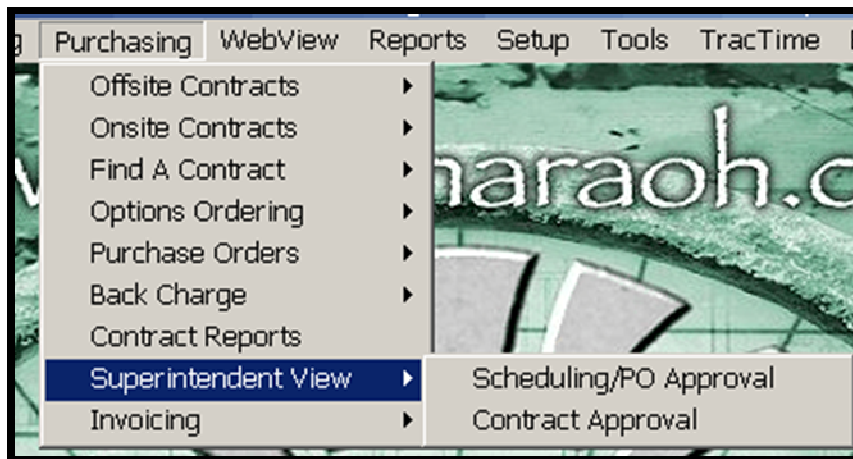 Purchasing WebView Reports Setup Tools TracTime
Offsite Contracts
Onsite Contracts
Find A Contract
Options Ordering
Purchase Orders
Back Charge
Contract Reports
Superintendent View
Scheduling/PO Approval
Invoicing
Contract Approval